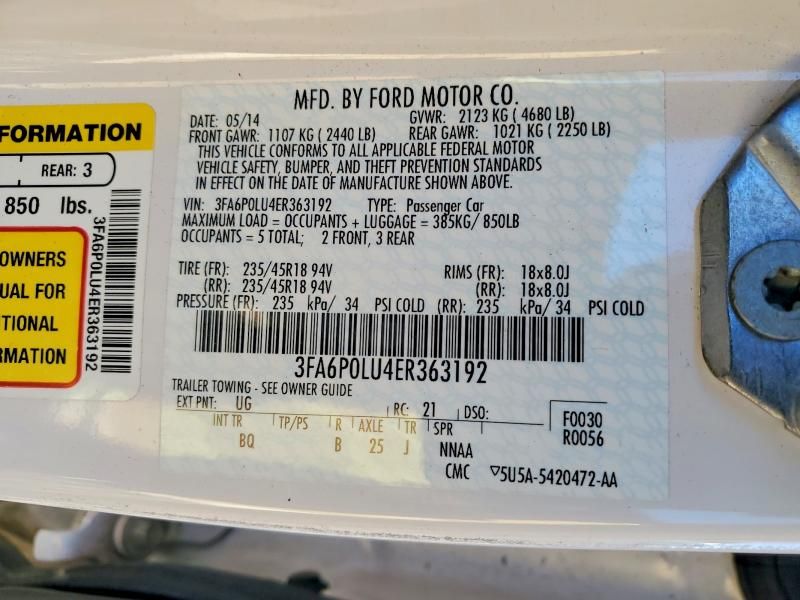 FORMATION
REAR: 3
850 lbs.
OWNERS
UAL FOR
ITIONAL
RMATION
3FA6P0LU4ER363192
MFD. BY FORD MOTOR CO.
DATE: 05/14 GVWR: 2123 KG ( 4680 LB)
FRONT GAWR: 1107 KG ( 2440 LB) REAR GAWR: 1021 KG ( 2250 LB)
THIS VEHICLE CONFORMS TO ALL APPLICABLE FEDERAL MOTOR
VEHICLE SAFETY, BUMPER, AND THEFT PREVENTION STANDARDS
IN EFFECT ON THE DATE OF MANUFACTURE SHOWN ABOVE.
VIN: 3FA6P0LU4ER363192 TYPE: Passenger Car
MAXIMUM LOAD = OCCUPANTS + LUGGAGE = 385KG/ 850LB
OCCUPANTS = 5 TOTAL; 2 FRONT, 3 REAR
TIRE (FR): 235/45R18 94V RIMS (FR): 18x8.0J
(RR): 235/45R18 94V (RR): 18x8.0J
PRESSURE (FR): 235 kPa/ 34 PSI COLD (RR): 235 kPa/ 34 PSI COLD
3FA6P0LU4ER363192
TRAILER TOWING - SEE OWNER GUIDE
EXT PNT: UG RC: 21 DSO: F0030
INT TR TP/PS R AXLE TR SPR R0056
BQ B 25 J NNAA
CMC ▽5U5A-5420472-AA